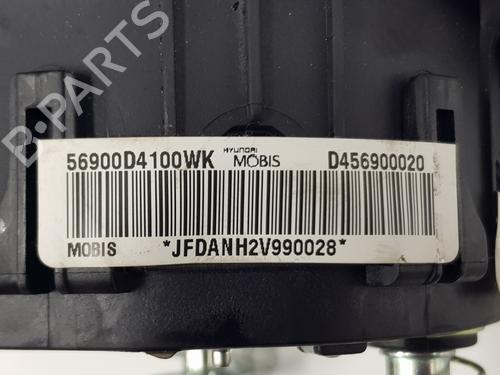 B-PARTS
56900D4100WK HYUNDAI MOBIS D456900020
MOBIS *JFDANH2V990028*